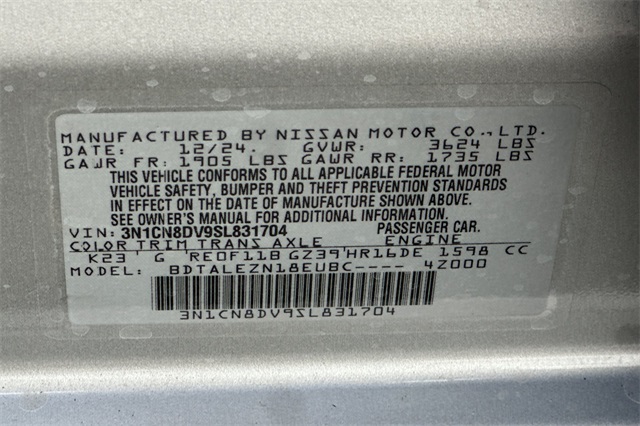 MANUFACTURED BY NISSAN MOTOR CO., LTD.
DATE: 12/24. GVWR: 3624 LBS
GAWR FR: 1905 LBS GAWR RR: 1735 LBS
THIS VEHICLE CONFORMS TO ALL APPLICABLE FEDERAL MOTOR
VEHICLE SAFETY, BUMPER AND THEFT PREVENTION STANDARDS
IN EFFECT ON THE DATE OF MANUFACTURE SHOWN ABOVE.
SEE OWNER'S MANUAL FOR ADDITIONAL INFORMATION.
VIN: 3N1CN8DV9SL831704 PASSENGER CAR.
COLOR TRIM TRANS AXLE ENGINE
K23 G RE0F11B GZ39 HR16DE 1598 CC
MODEL: BDTALEZN18EUBC---- 4Z000
3N1CN8DV9SL831704